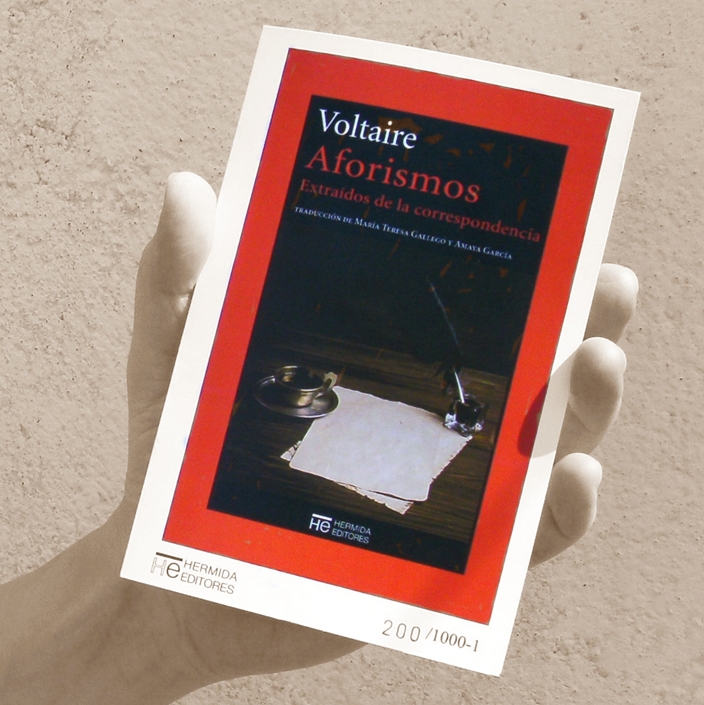 Voltaire
Aforismos
Extraídos de la correspondencia
TRADUCCIÓN DE MARÍA TERESA GALLEGO Y AMAYA GARCÍA
He HERMIDA
EDITORES
He HERMIDA
EDITORES
200/1000-1